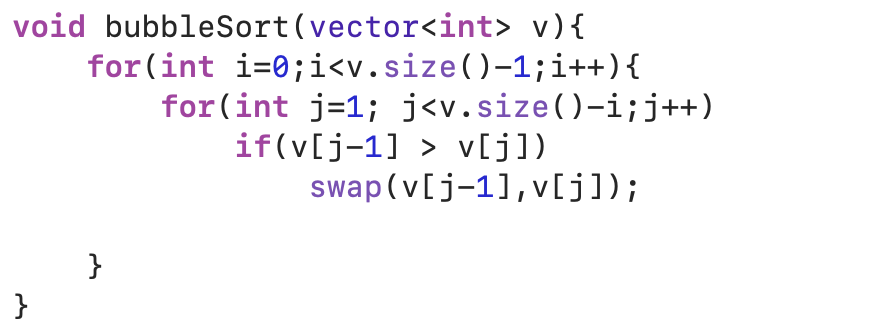 void bubbleSort(vector<int> v){
    for(int i=0;i<v.size()-1;i++){
        for(int j=1; j<v.size()-i;j++)
            if(v[j-1] > v[j])
                swap(v[j-1],v[j]);

    }
}